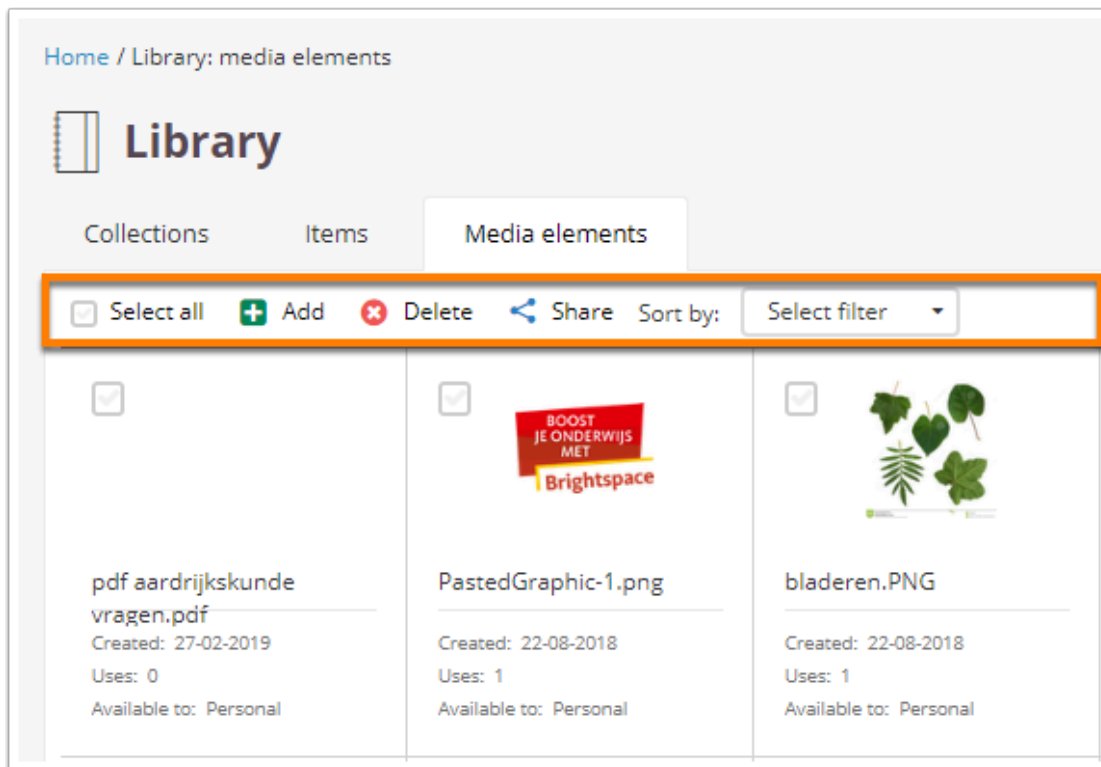 Home / Library: media elements
Library
Collections Items Media elements
Select all Add Delete Share Sort by: Select filter
BOOST
JE ONDERWIJS
MET
Brightspace
pdf aardrijkskunde
vragen.pdf
Created: 27-02-2019
Uses: 0
Available to: Personal
PastedGraphic-1.png
Created: 22-08-2018
Uses: 1
Available to: Personal
bladeren.PNG
Created: 22-08-2018
Uses: 1
Available to: Personal